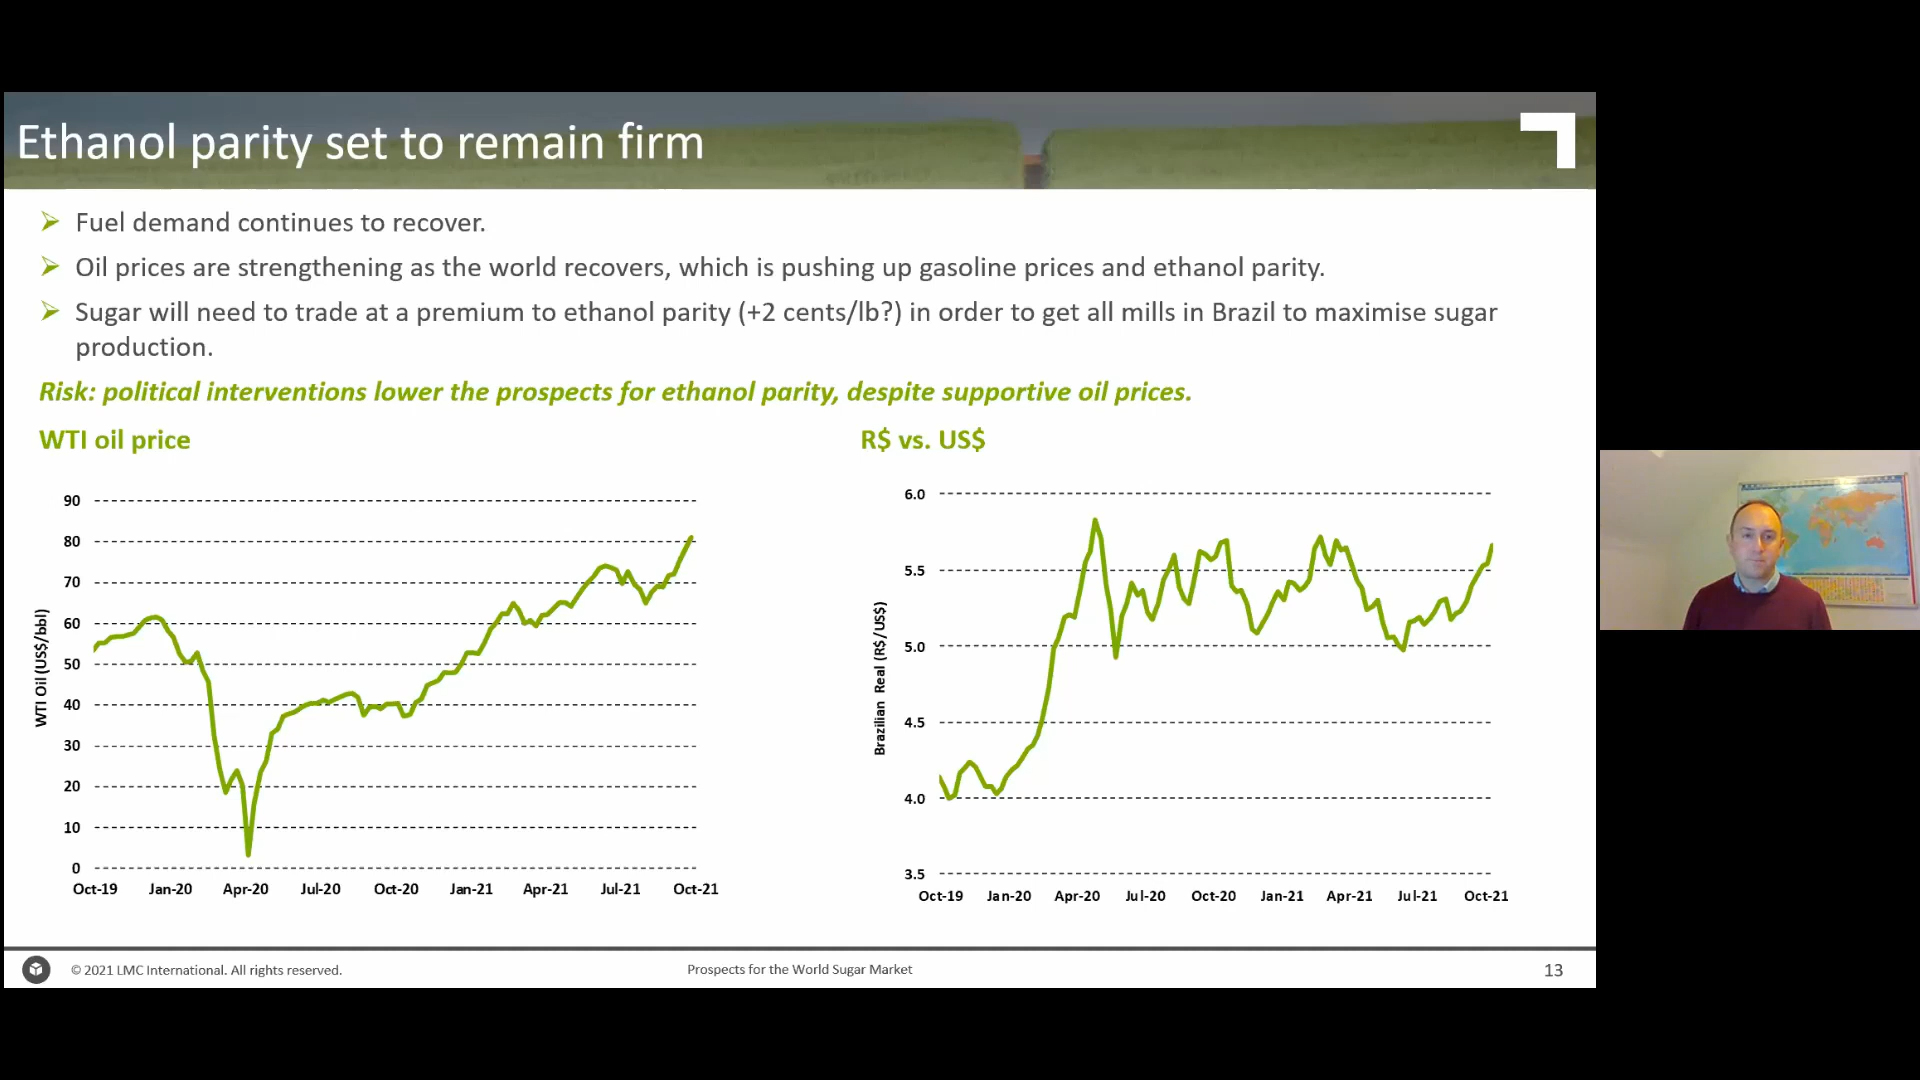 Ethanol parity set to remain firm
Fuel demand continues to recover.
Oil prices are strengthening as the world recovers, which is pushing up gasoline prices and ethanol parity.
Sugar will need to trade at a premium to ethanol parity (+2 cents/lb?) in order to get all mills in Brazil to maximise sugar
production.
Risk: political interventions lower the prospects for ethanol parity, despite supportive oil prices.
WTI oil price
WTI Oil (US$/bbl)
90
80
70
60
50
40
30
20
10
0
Oct-19 Jan-20 Apr-20 Jul-20 Oct-20 Jan-21 Apr-21 Jul-21 Oct-21
R$ vs. US$
Brazilian Real (R$/US$)
6.0
5.5
5.0
4.5
4.0
3.5
Oct-19 Jan-20 Apr-20 Jul-20 Oct-20 Jan-21 Apr-21 Jul-21 Oct-21
© 2021 LMC International. All rights reserved.
Prospects for the World Sugar Market
13